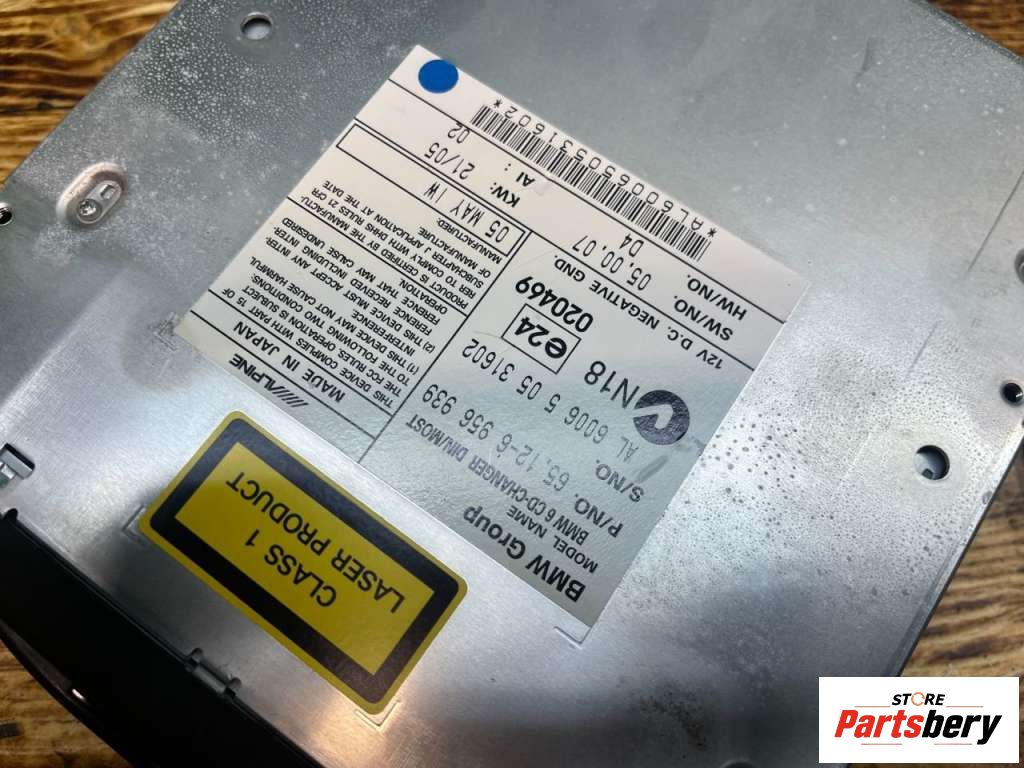 BMW Group
MODEL NAME
BMW 6 CD-CHANGER DIN/MOST
P/NO. 65.12-6 956 939
S/NO. AL 6006 5 05 31602
N18
e24
020469
12V D.C. NEGATIVE GND.
SW/NO. 05.00.07
HW/NO. D4
*AL600650531602*
ALPINE
MADE IN JAPAN
THIS DEVICE COMPLIES WITH PART 15 OF
THE FCC RULES. OPERATION IS SUBJECT
TO THE FOLLOWING TWO CONDITIONS:
(1) THIS DEVICE MAY NOT CAUSE HARMFUL
INTERFERENCE, AND
(2) THIS DEVICE MUST ACCEPT ANY INTER-
FERENCE RECEIVED, INCLUDING INTER-
FERENCE THAT MAY CAUSE UNDESIRED
OPERATION.
PRODUCT IS CERTIFIED BY THE MANUFACTU-
RER TO COMPLY WITH DHHS RULES 21 CFR
SUBCHAPTER J APPLICATION AT THE DATE
OF MANUFACTURE.
MANUFACTURED:
05 MAY 1W
KW: 21/05 02
AI:
CLASS 1
LASER PRODUCT
STORE
Partsbery